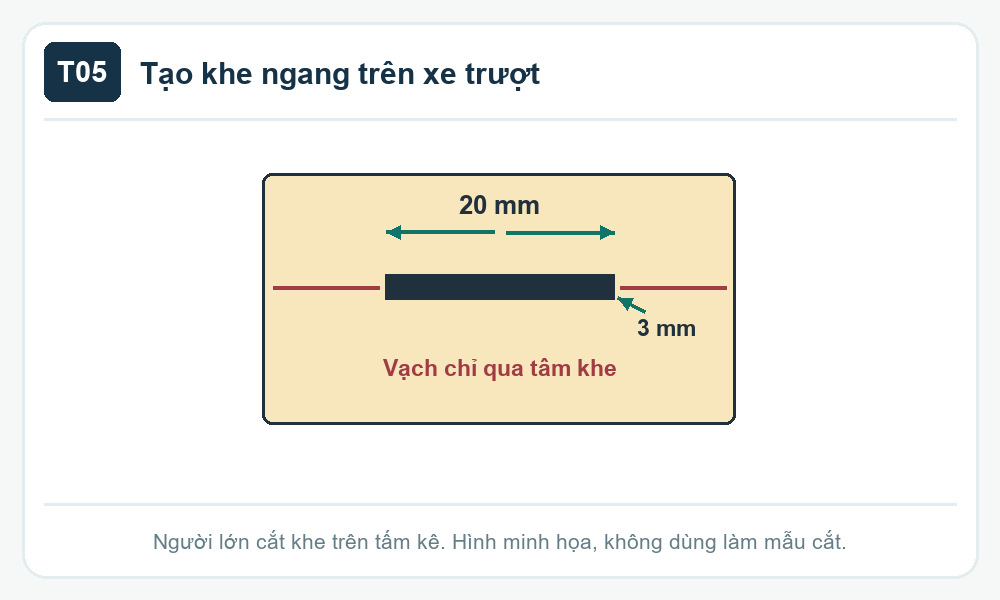 T05 Tạo khe ngang trên xe trượt
20 mm
3 mm
Vạch chỉ qua tâm khe
Người lớn cắt khe trên tấm kê. Hình minh họa, không dùng làm mẫu cắt.